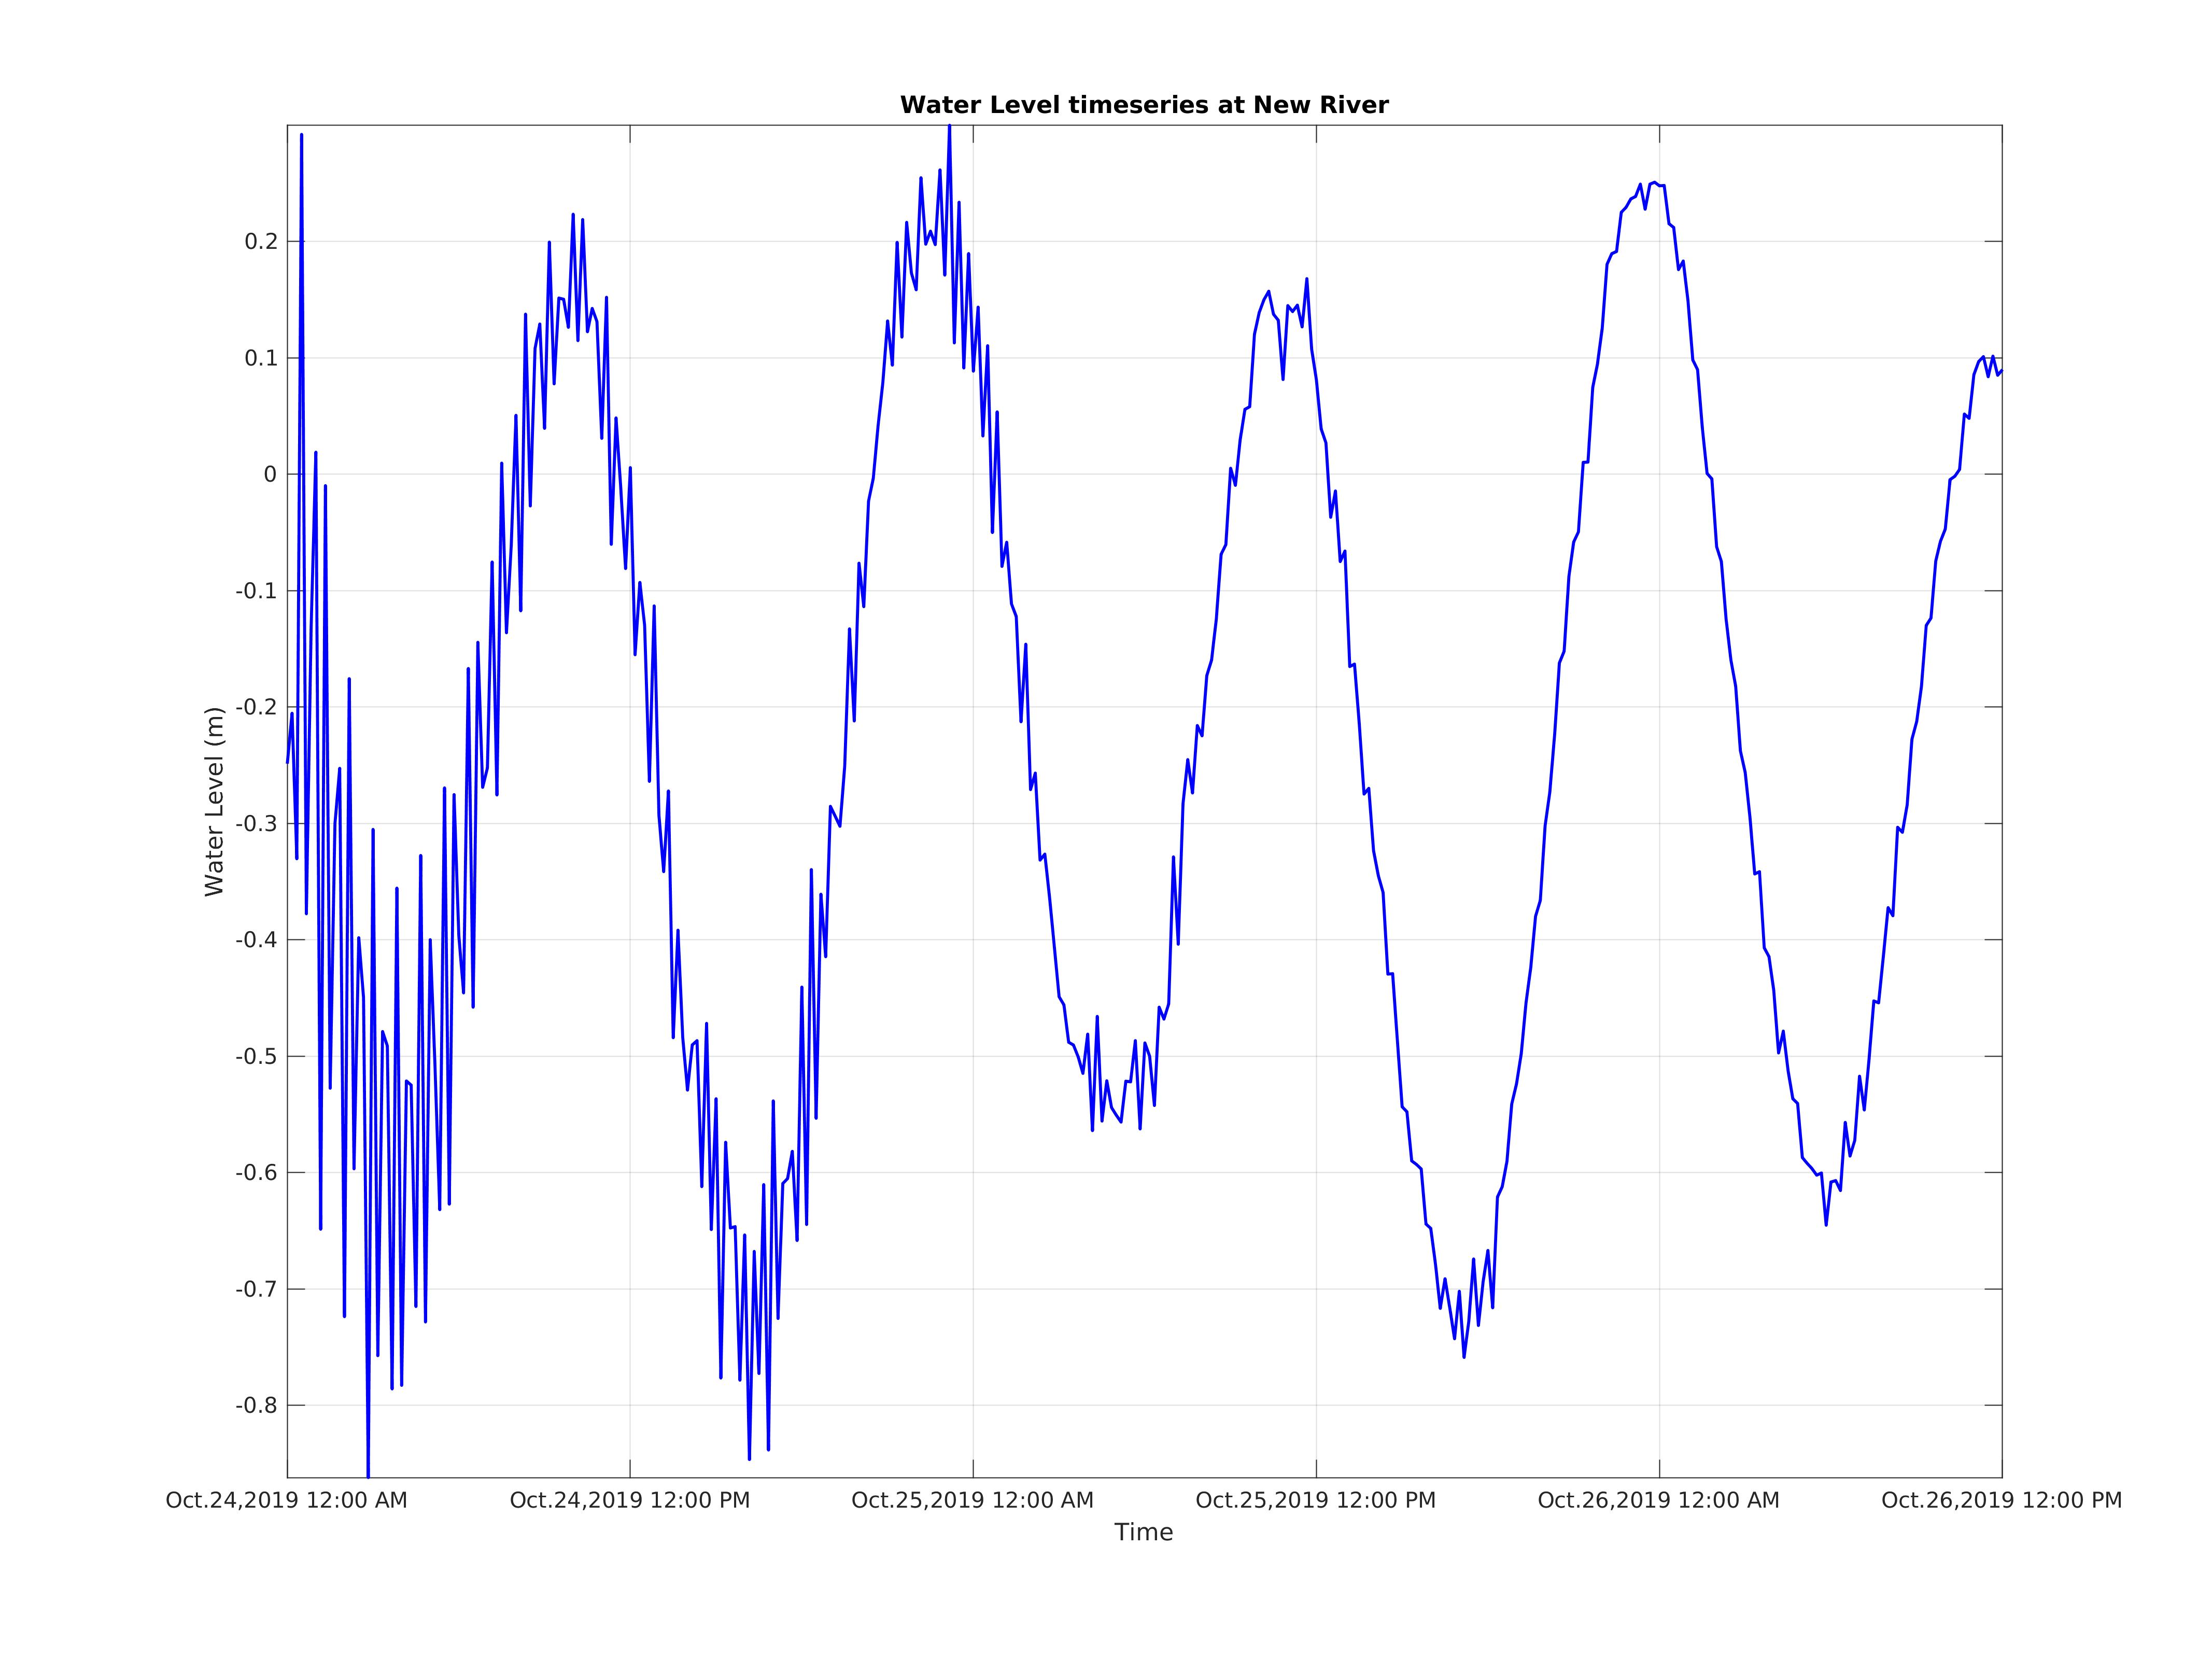 Water Level timeseries at New River
0.2
0.1
0
-0.1
-0.2
-0.3
-0.4
-0.5
-0.6
-0.7
-0.8
Water Level (m)
Oct.24,2019 12:00 AM Oct.24,2019 12:00 PM Oct.25,2019 12:00 AM Oct.25,2019 12:00 PM Oct.26,2019 12:00 AM Oct.26,2019 12:00 PM
Time